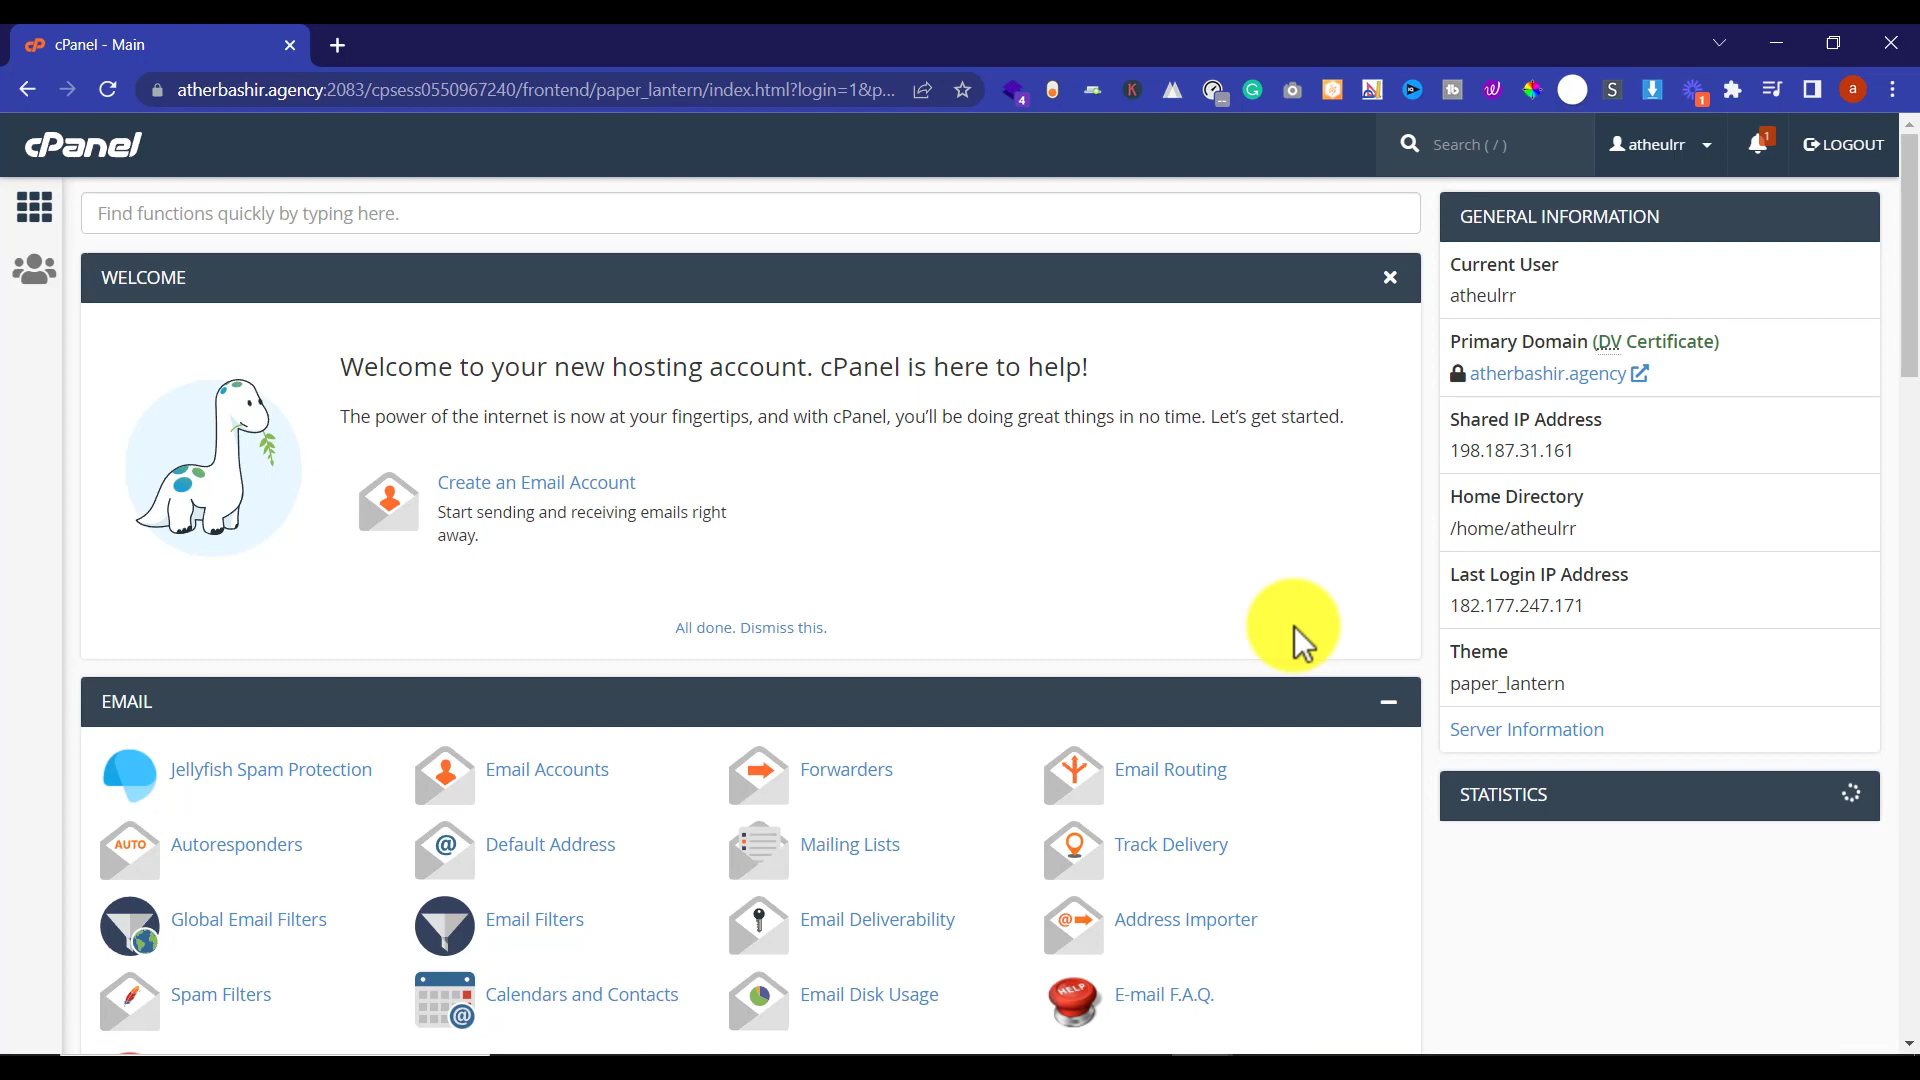 cP cPanel - Main
atherbashir.agency:2083/cpsess0550967240/frontend/paper_lantern/index.html?login=1&p...
4
K
tb
S
1
a
cPanel
Search ( / )
atheulrr
1
LOGOUT
Find functions quickly by typing here.
WELCOME
Welcome to your new hosting account. cPanel is here to help!
The power of the internet is now at your fingertips, and with cPanel, you'll be doing great things in no time. Let's get started.
Create an Email Account
Start sending and receiving emails right
away.
All done. Dismiss this.
EMAIL
Jellyfish Spam Protection
Email Accounts
Forwarders
Email Routing
AUTO
Autoresponders
@
Default Address
Mailing Lists
Track Delivery
Global Email Filters
Email Filters
Email Deliverability
@
Address Importer
Spam Filters
@
Calendars and Contacts
Email Disk Usage
HELP
E-mail F.A.Q.
GENERAL INFORMATION
Current User
atheulrr
Primary Domain (DV Certificate)
atherbashir.agency
Shared IP Address
198.187.31.161
Home Directory
/home/atheulrr
Last Login IP Address
182.177.247.171
Theme
paper_lantern
Server Information
STATISTICS